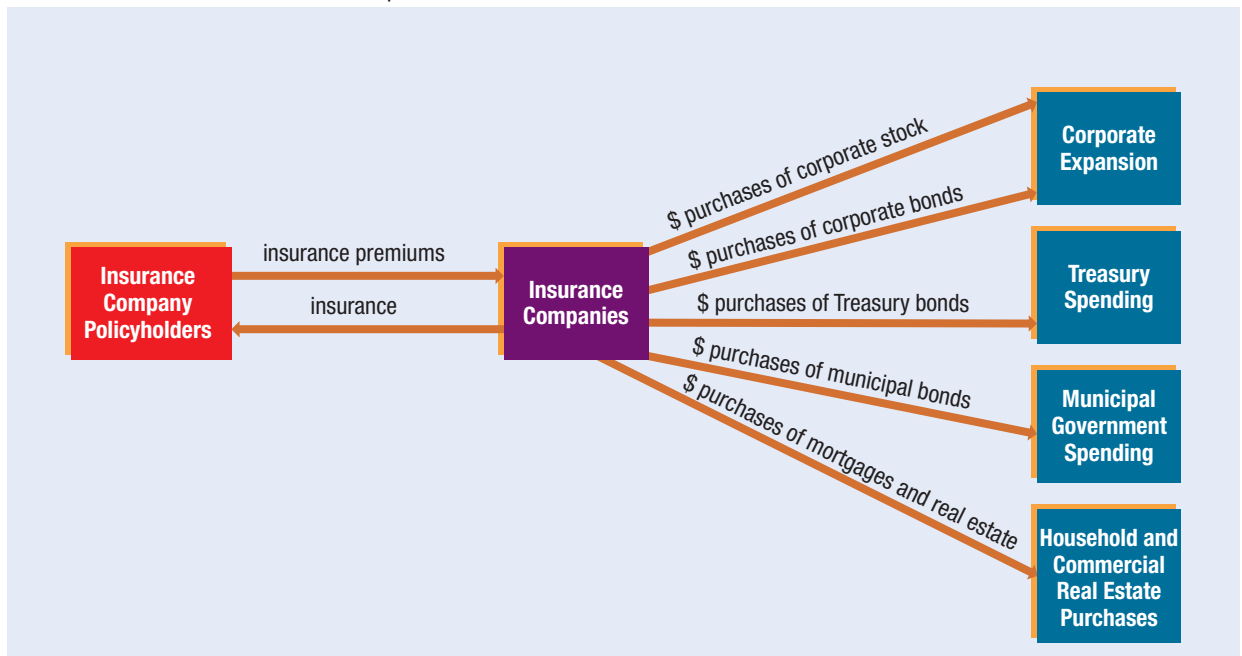 Insurance
Company
Policyholders
insurance premiums
insurance
Insurance
Companies
$ purchases of corporate stock
$ purchases of corporate bonds
$ purchases of Treasury bonds
$ purchases of municipal bonds
$ purchases of mortgages and real estate
Corporate
Expansion
Treasury
Spending
Municipal
Government
Spending
Household and
Commercial
Real Estate
Purchases